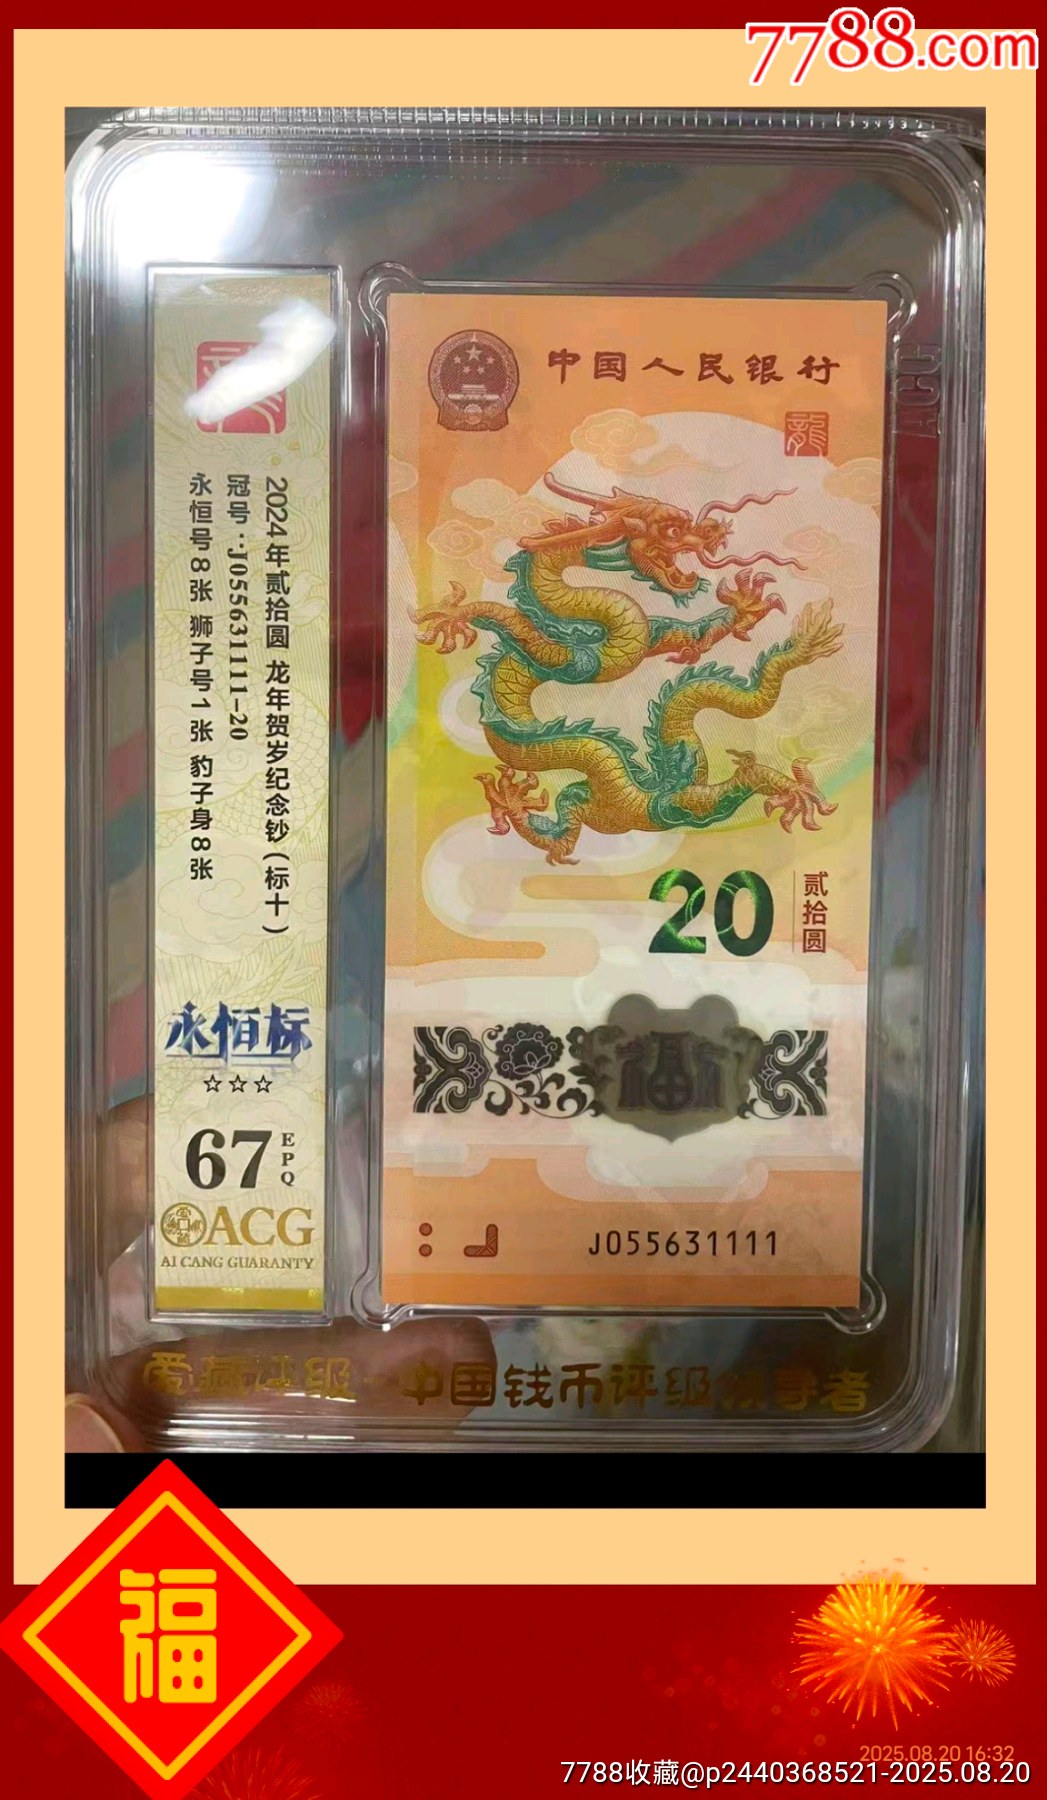 7788.com
中国人民银行
龍
2024年贰拾圆 龙年贺岁纪念钞(标十)
冠号:J055631111-20
永恒号8张 狮子号1张 豹子身8张
20
贰拾圆
永恒标
☆☆☆
福
67
EPQ
ACG
AI CANG GUARANTY
J055631111
爱藏评级 中国钱币评级领导者
ACG
福
2025.08.20 16:32
7788收藏@p2440368521-2025.08.20